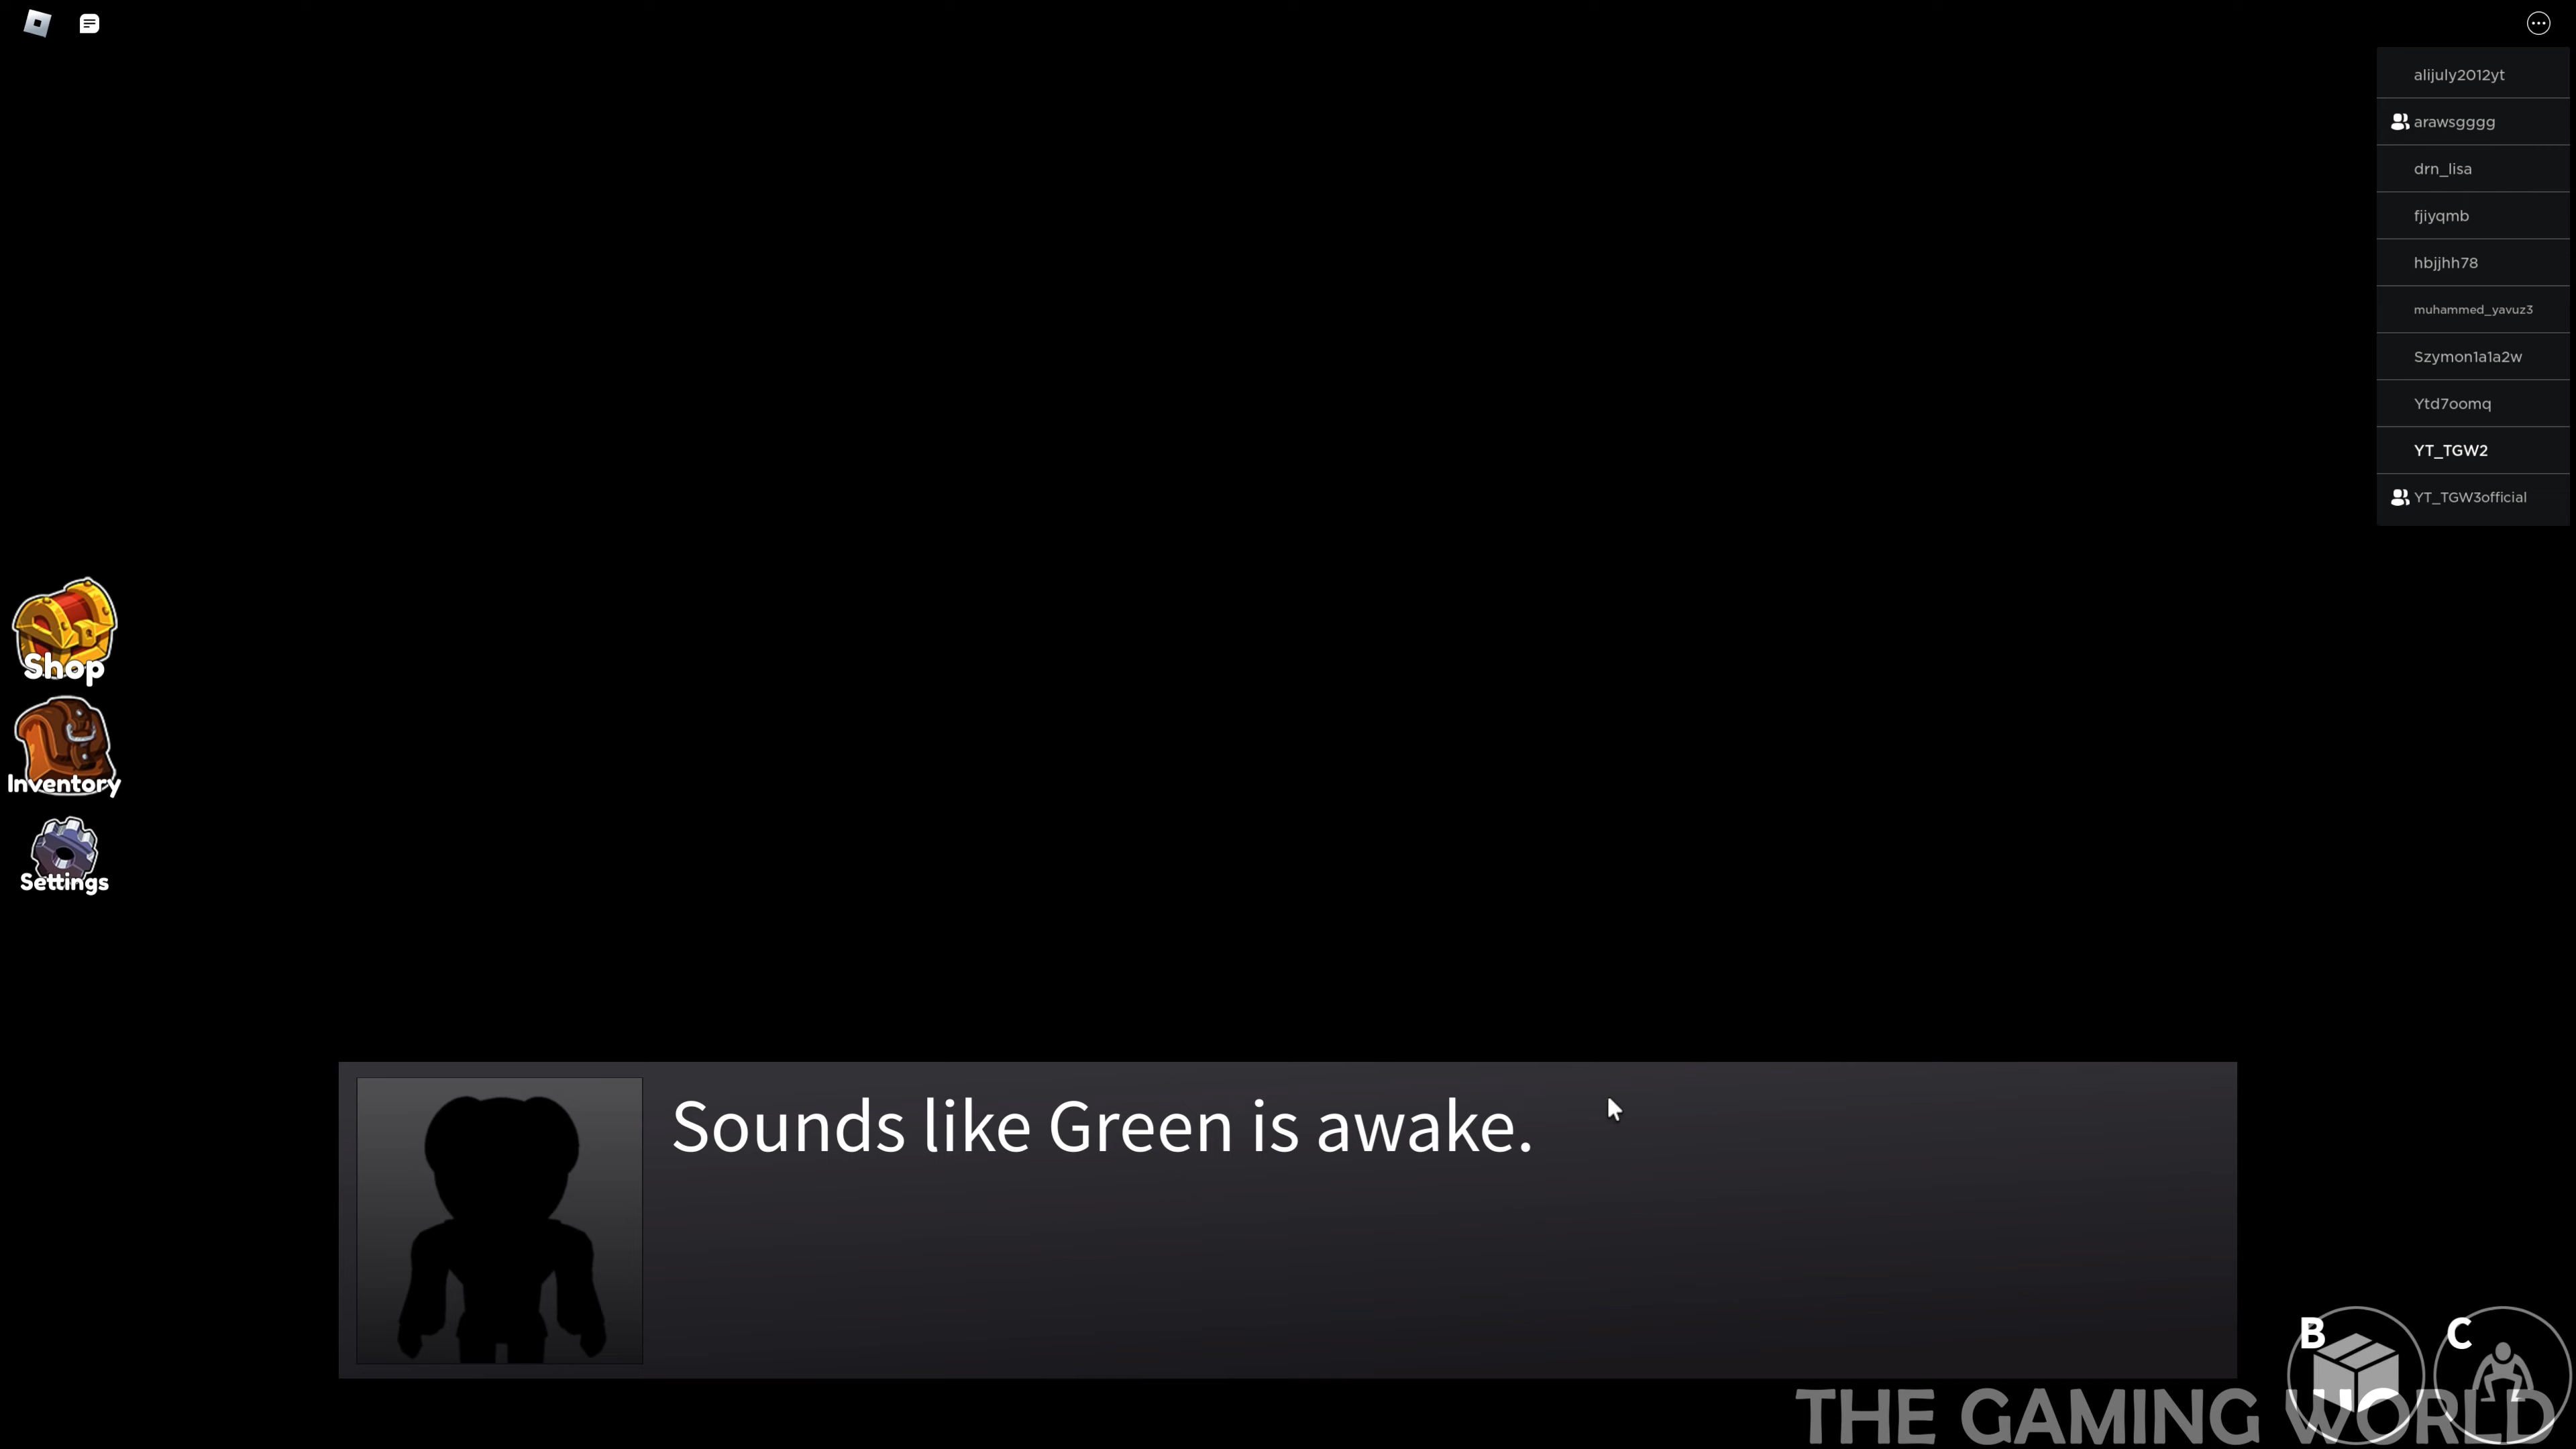 alijuly2012yt
arawsgggg
drn_lisa
fjiyqmb
hbjjhh78
muhammed_yavuz3
Szymon1a1a2w
Ytd7oomq
YT_TGW2
YT_TGW3official
Shop
Inventory
Settings
Sounds like Green is awake.
B
C
THE GAMING WORLD